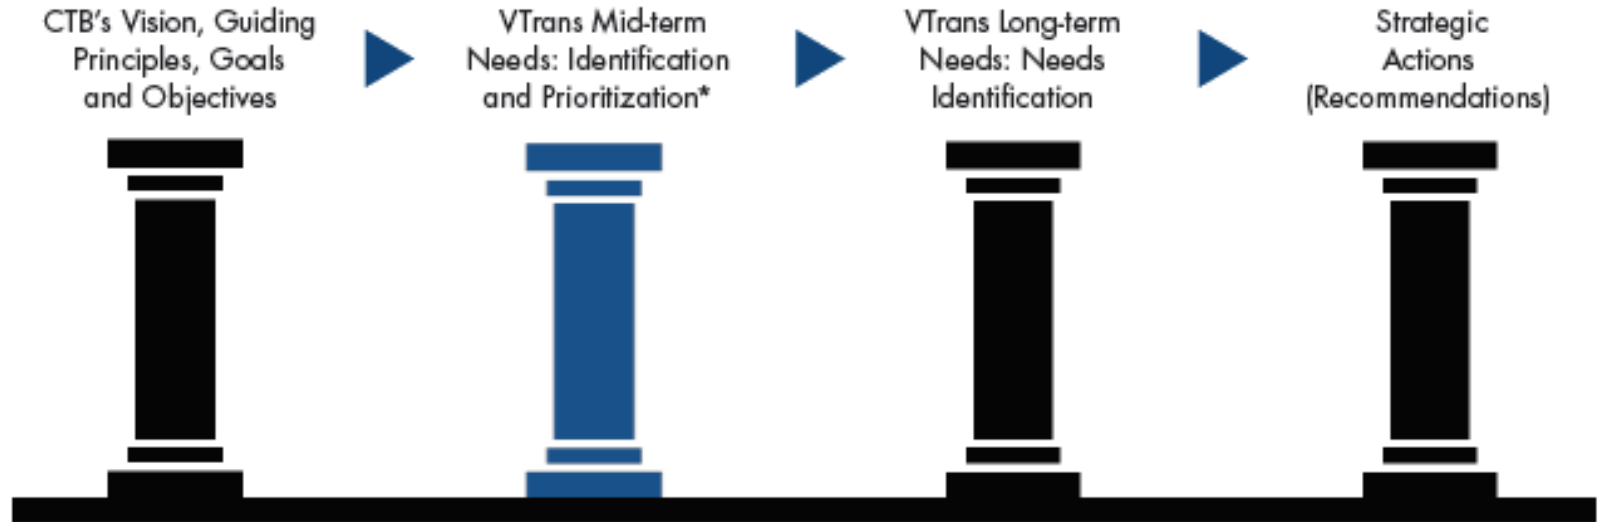 CTB's Vision, Guiding
Principles, Goals
and Objectives
VTrans Mid-term
Needs: Identification
and Prioritization*
VTrans Long-term
Needs: Needs
Identification
Strategic
Actions
(Recommendations)